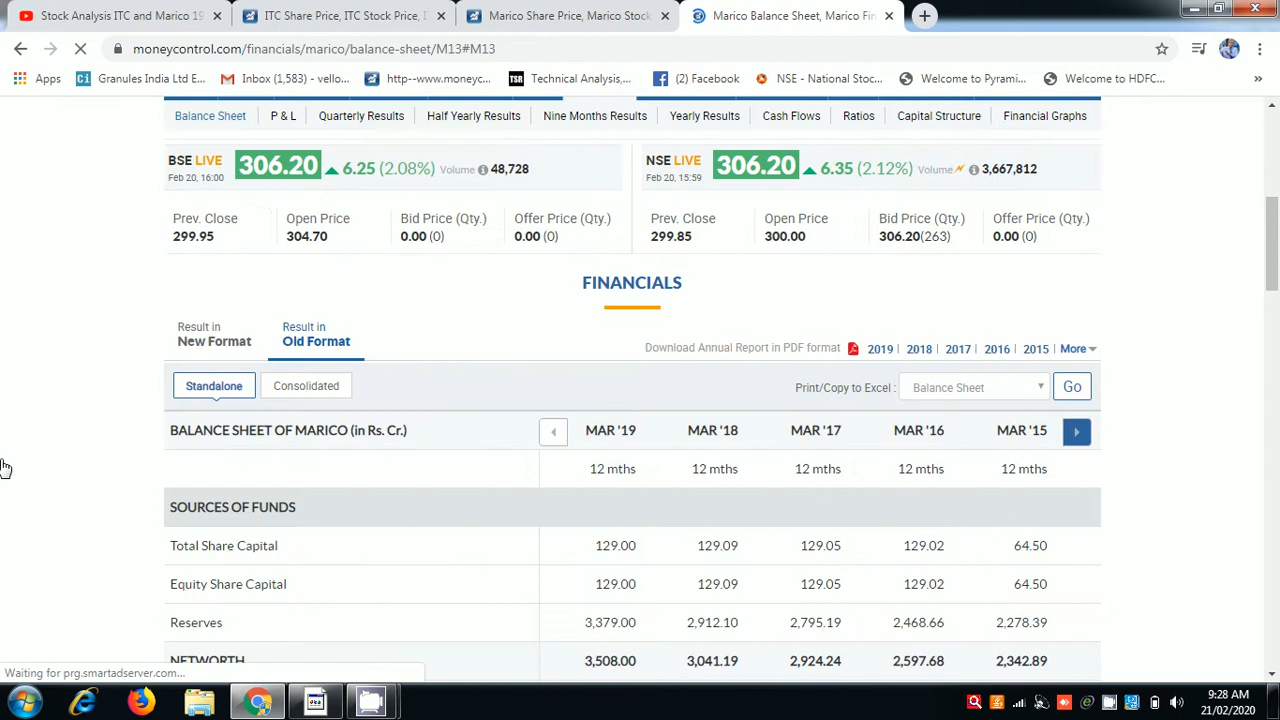 Stock Analysis ITC and Marico 19
ITC Share Price, ITC Stock Price, I
Ma re Price, Marico Stock
Marico Balance Sheet, Marico Fin
moneycontrol.com/financials/marico/balance-sheet/M13#M13
Apps
Granules India Ltd E...
Inbox (1,583) - vello...
http--www.moneyc...
Technical Analysis,...
(2) Facebook
NSE - National Stoc...
Welcome to Pyrami...
Welcome to HDFC...
»
Balance Sheet | P & L | Quarterly Results | Half Yearly Results | Nine Months Results | Yearly Results | Cash Flows | Ratios | Capital Structure | Financial Graphs
BSE LIVE 306.20 6.25 (2.08%) Volume 48,728
Feb 20, 16:00
NSE LIVE 306.20 6.35 (2.12%) Volume 3,667,812
Feb 20, 15:59
Prev. Close Open Price Bid Price (Qty.) Offer Price (Qty.)
299.95 304.70 0.00 (0) 0.00 (0)
Prev. Close Open Price Bid Price (Qty.) Offer Price (Qty.)
299.85 300.00 306.20(263) 0.00 (0)
FINANCIALS
Result in
New Format
Result in
Old Format
Download Annual Report in PDF format 2019 2018 2017 2016 2015 More
Standalone Consolidated Print/Copy to Excel : Balance Sheet Go
BALANCE SHEET OF MARICO (in Rs. Cr.) MAR '19 MAR '18 MAR '17 MAR '16 MAR '15
12 mths 12 mths 12 mths 12 mths 12 mths
SOURCES OF FUNDS
Total Share Capital 129.00 129.09 129.05 129.02 64.50
Equity Share Capital 129.00 129.09 129.05 129.02 64.50
Reserves 3,379.00 2,912.10 2,795.19 2,468.66 2,278.39
NETWORTH 3,508.00 3,041.19 2,924.24 2,597.68 2,342.89
Waiting for prg.smartadserver.com...
9:28 AM
21/02/2020